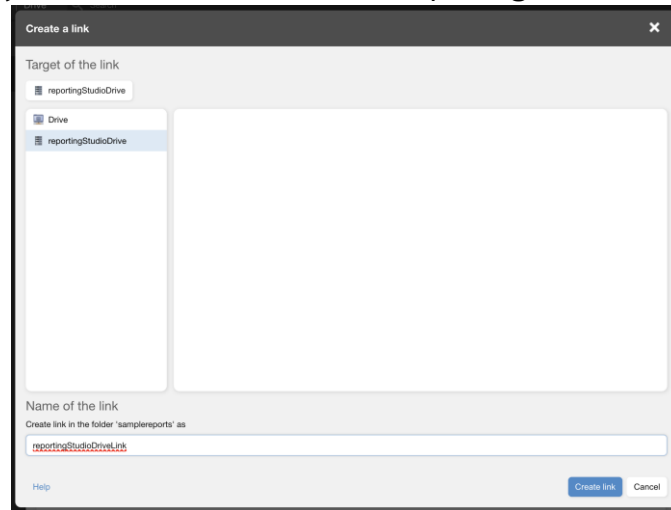 Create a link
Target of the link
reportingStudioDrive
Drive
reportingStudioDrive
Name of the link
Create link in the folder 'samplereports' as
reportingStudioDriveLink
Help
Create link
Cancel